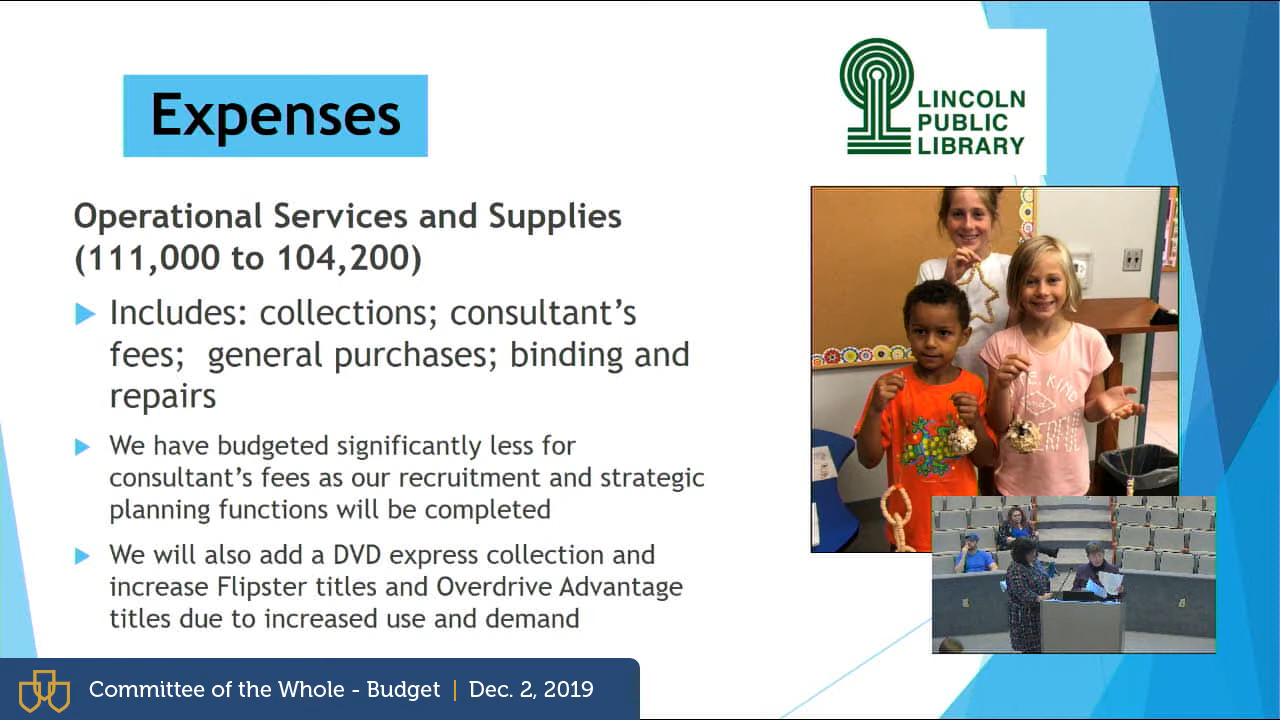 Expenses
LINCOLN
PUBLIC
LIBRARY
Operational Services and Supplies
(111,000 to 104,200)
Includes: collections; consultant’s
fees;  general purchases; binding and
repairs
We have budgeted significantly less for
consultant’s fees as our recruitment and strategic
planning functions will be completed
We will also add a DVD express collection and
increase Flipster titles and Overdrive Advantage
titles due to increased use and demand
Committee of the Whole - Budget | Dec. 2, 2019